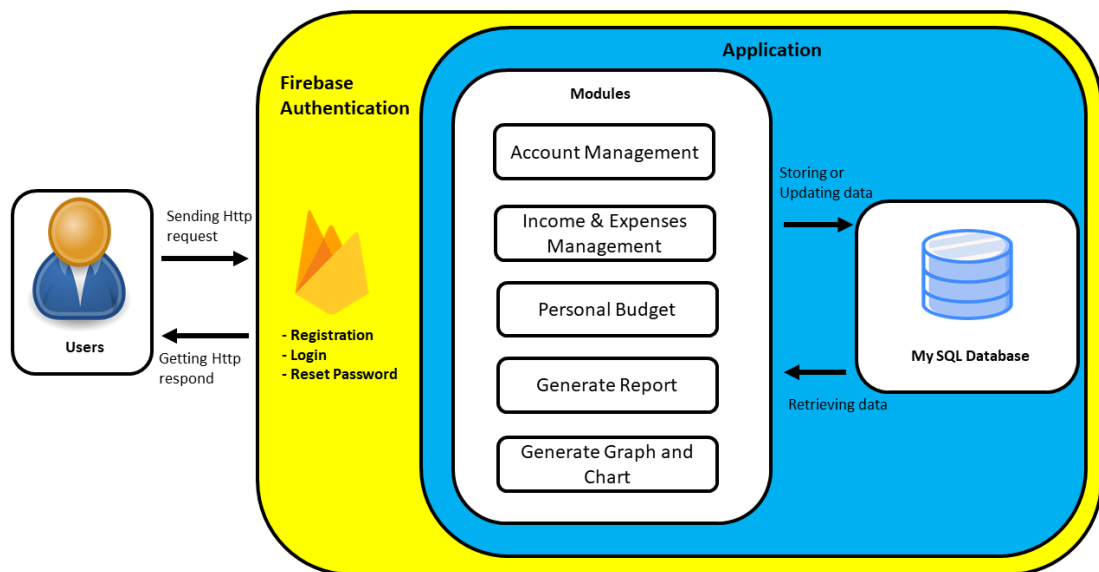 Application
Firebase
Authentication
Modules
Account Management
Income & Expenses
Management
Personal Budget
Generate Report
Generate Graph and
Chart
Sending Http
request
Users
Getting Http
respond
- Registration
- Login
- Reset Password
Storing or
Updating data
My SQL Database
Retrieving data